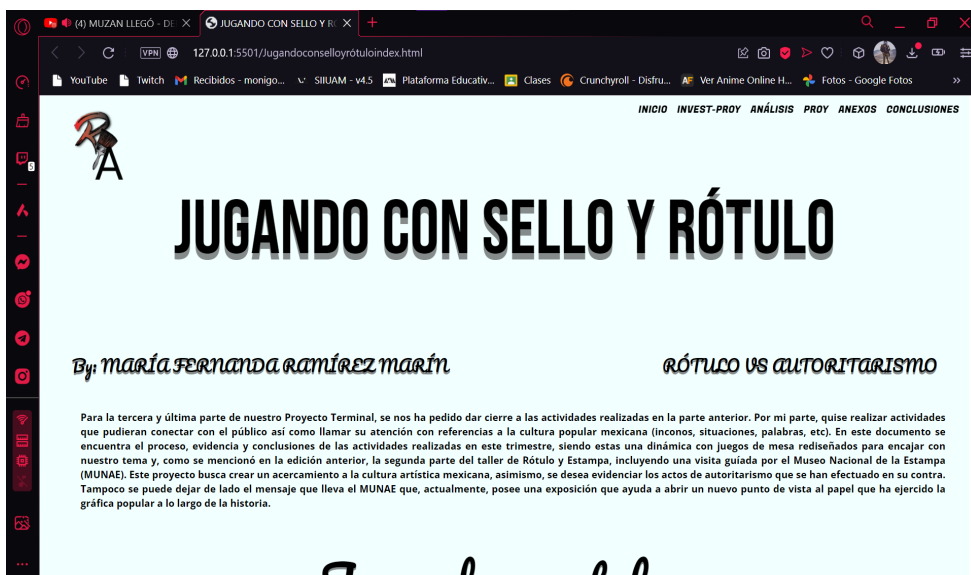 (4) MUZAN LLEGÓ - DE
JUGANDO CON SELLO Y RÓ
VPN
127.0.0.1:5501/Jugandoconselloyrótuloindex.html
YouTube Twitch Recibidos - monigo... SIIUAM - v4.5 Plataforma Educativ... Clases Crunchyroll - Disfru... AF Ver Anime Online H... Fotos - Google Fotos »
5
INICIO INVEST-PROY ANÁLISIS PROY ANEXOS CONCLUSIONES
R
A
JUGANDO CON SELLO Y RÓTULO
By: MARÍA FERNANDA RAMÍREZ MARÍN
RÓTULO VS AUTORITARISMO
Para la tercera y última parte de nuestro Proyecto Terminal, se nos ha pedido dar cierre a las actividades realizadas en la parte anterior. Por mi parte, quise realizar actividades
que pudieran conectar con el público así como llamar su atención con referencias a la cultura popular mexicana (inconos, situaciones, palabras, etc). En este documento se
encuentra el proceso, evidencia y conclusiones de las actividades realizadas en este trimestre, siendo estas una dinámica con juegos de mesa rediseñados para encajar con
nuestro tema y, como se mencionó en la edición anterior, la segunda parte del taller de Rótulo y Estampa, incluyendo una visita guíada por el Museo Nacional de la Estampa
(MUNAE). Este proyecto busca crear un acercamiento a la cultura artística mexicana, asimismo, se desea evidenciar los actos de autoritarismo que se han efectuado en su contra.
Tampoco se puede dejar de lado el mensaje que lleva el MUNAE que, actualmente, posee una exposición que ayuda a abrir un nuevo punto de vista al papel que ha ejercido la
gráfica popular a lo largo de la historia.